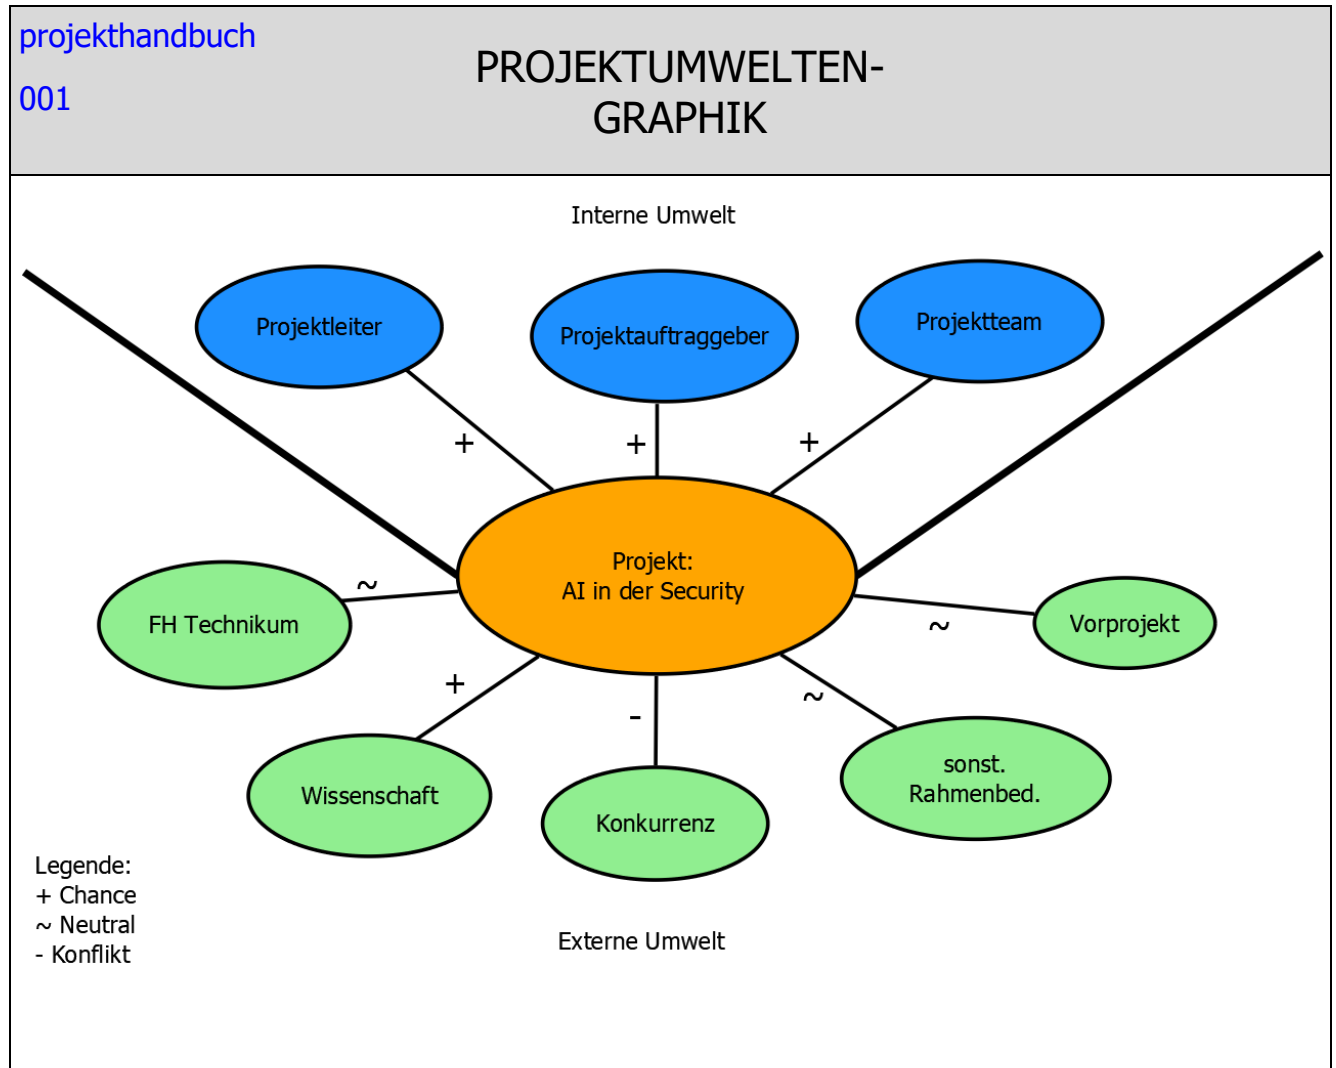 projekthandbuch
001
PROJEKTUMWELTEN-
GRAPHIK
Interne Umwelt
Projektleiter
Projektauftraggeber
Projektteam
+
+
+
Projekt:
AI in der Security
~
FH Technikum
~
Vorprojekt
+
-
~
Wissenschaft
Konkurrenz
sonst.
Rahmenbed.
Legende:
+ Chance
~ Neutral
- Konflikt
Externe Umwelt